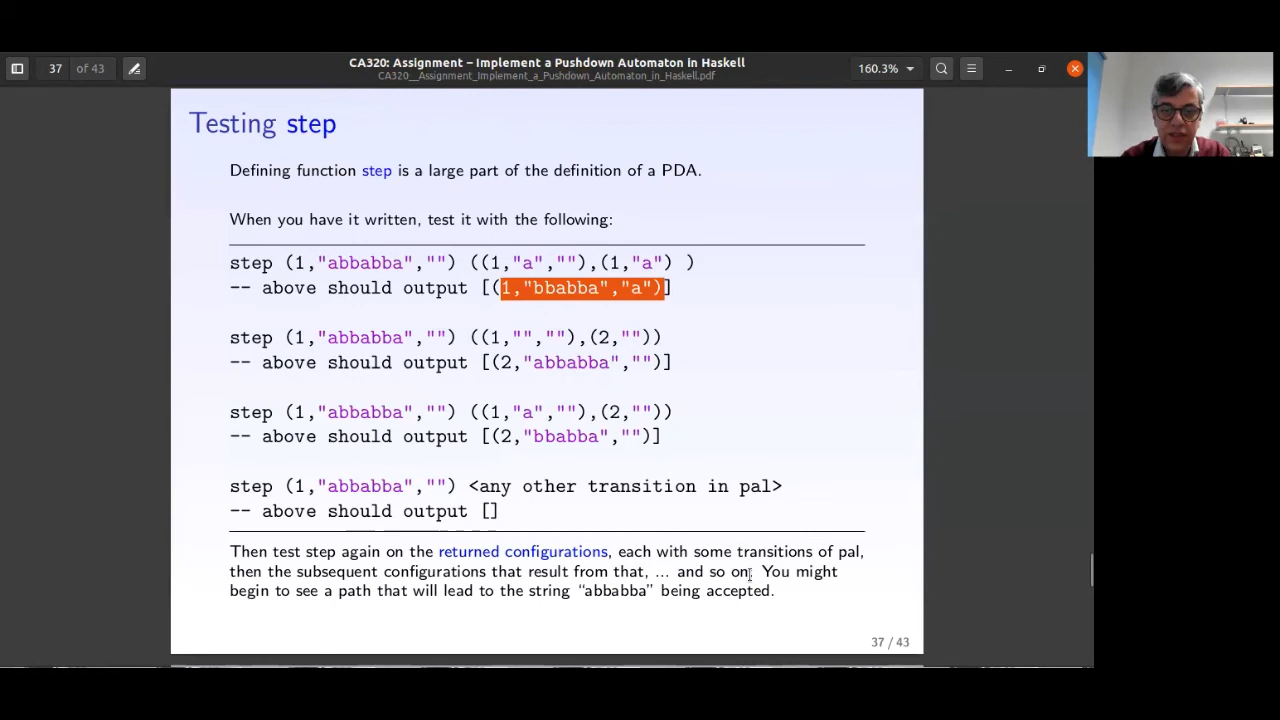 37 of 43
CA320: Assignment – Implement a Pushdown Automaton in Haskell
CA320__Assignment_Implement_a_Pushdown_Automaton_in_Haskell.pdf
160.3%
Testing step
Defining function step is a large part of the definition of a PDA.
When you have it written, test it with the following:
step (1,"abbabba","") ((1,"a",""),(1,"a") )
-- above should output [(1,"bbabba","a")]
step (1,"abbabba","") ((1,"",""),(2,""))
-- above should output [(2,"abbabba","")]
step (1,"abbabba","") ((1,"a",""),(2,""))
-- above should output [(2,"bbabba","")]
step (1,"abbabba","") <any other transition in pal>
-- above should output []
Then test step again on the returned configurations, each with some transitions of pal,
then the subsequent configurations that result from that, ... and so on. You might
begin to see a path that will lead to the string “abbabba” being accepted.
37 / 43